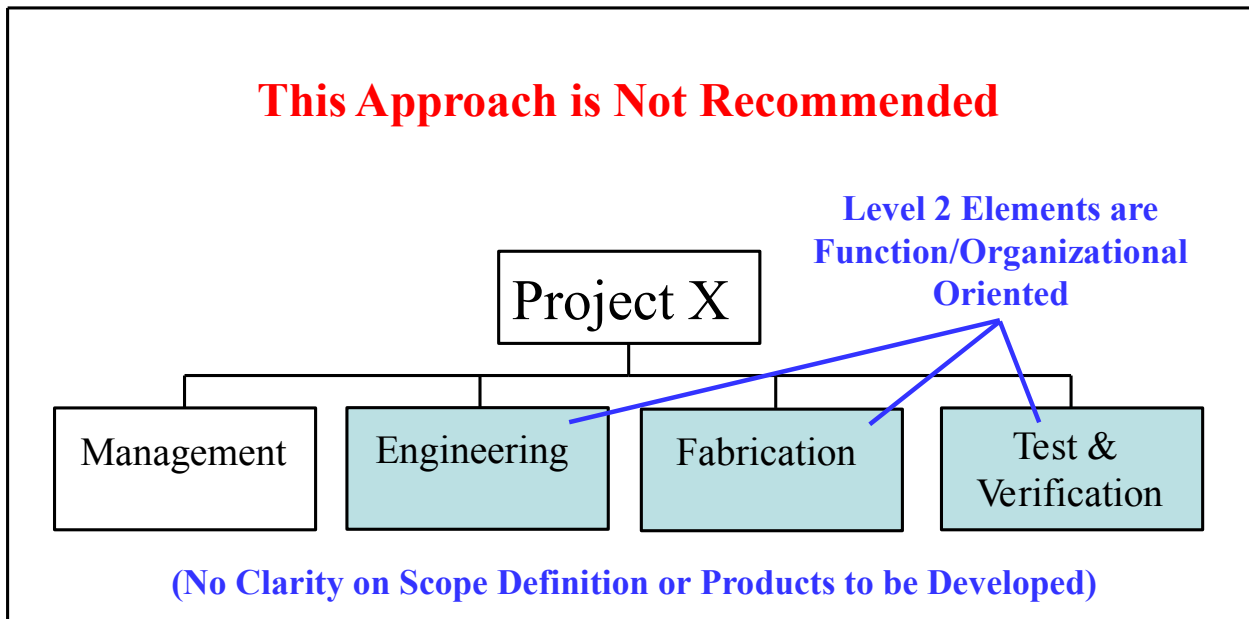 This Approach is Not Recommended
Level 2 Elements are
Function/Organizational
Oriented
Project X
Management
Engineering
Fabrication
Test &
Verification
(No Clarity on Scope Definition or Products to be Developed)